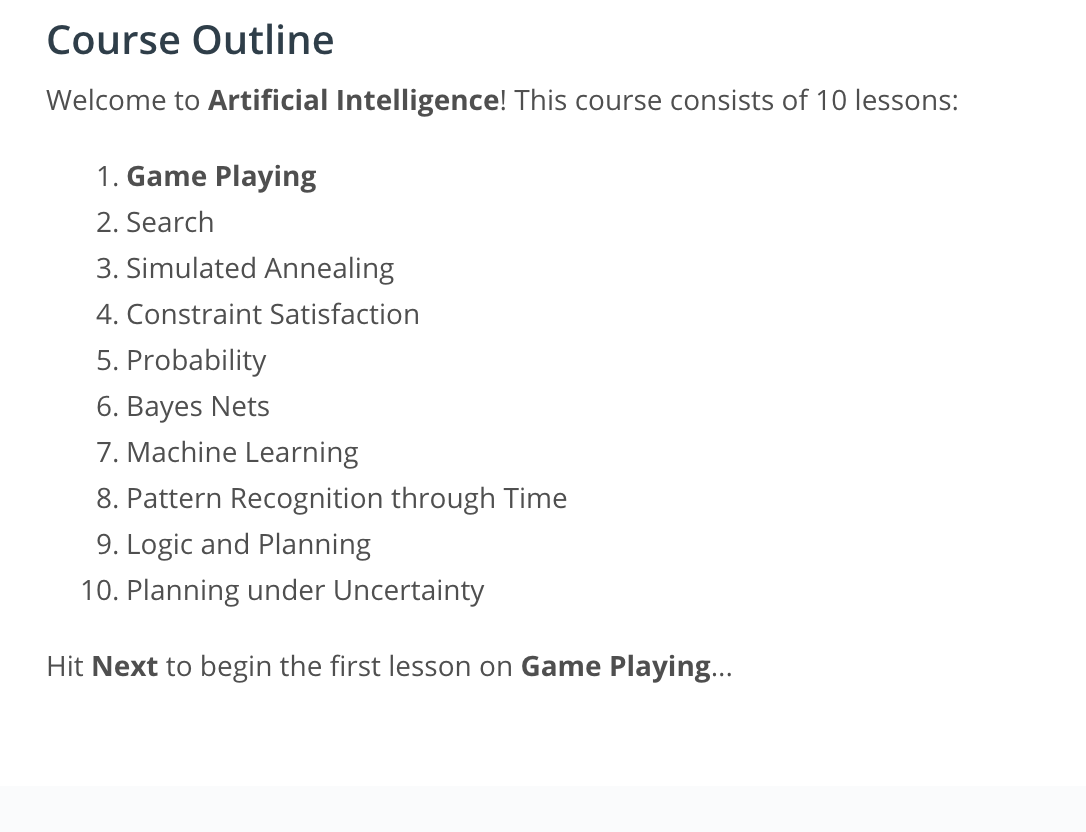 Course Outline
Welcome to Artificial Intelligence! This course consists of 10 lessons:
1. Game Playing
2. Search
3. Simulated Annealing
4. Constraint Satisfaction
5. Probability
6. Bayes Nets
7. Machine Learning
8. Pattern Recognition through Time
9. Logic and Planning
10. Planning under Uncertainty
Hit Next to begin the first lesson on Game Playing...